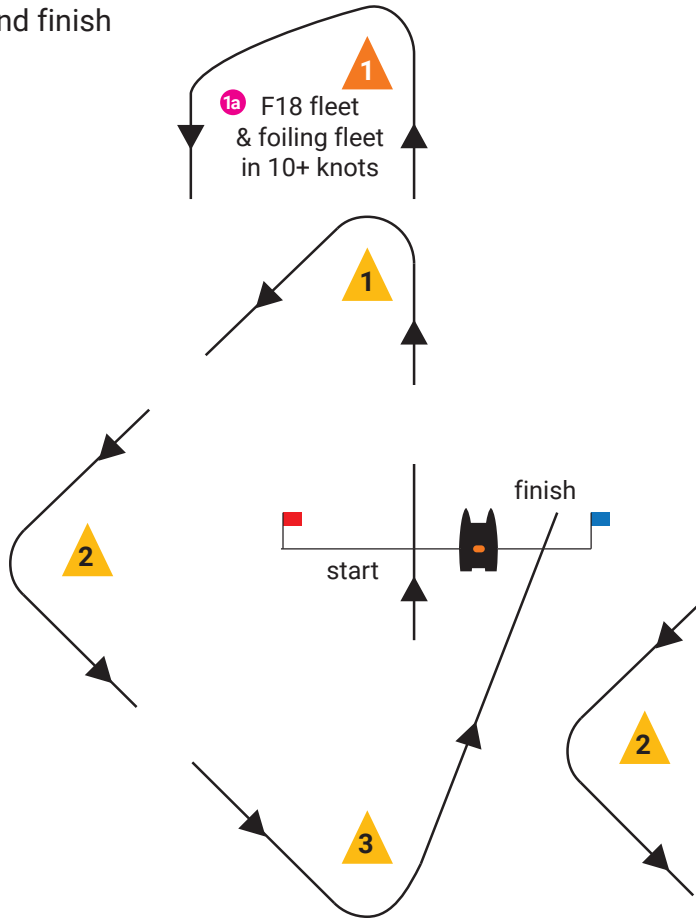 nd finish
1
1a F18 fleet
& foiling fleet
in 10+ knots
1
finish
2
start
2
3